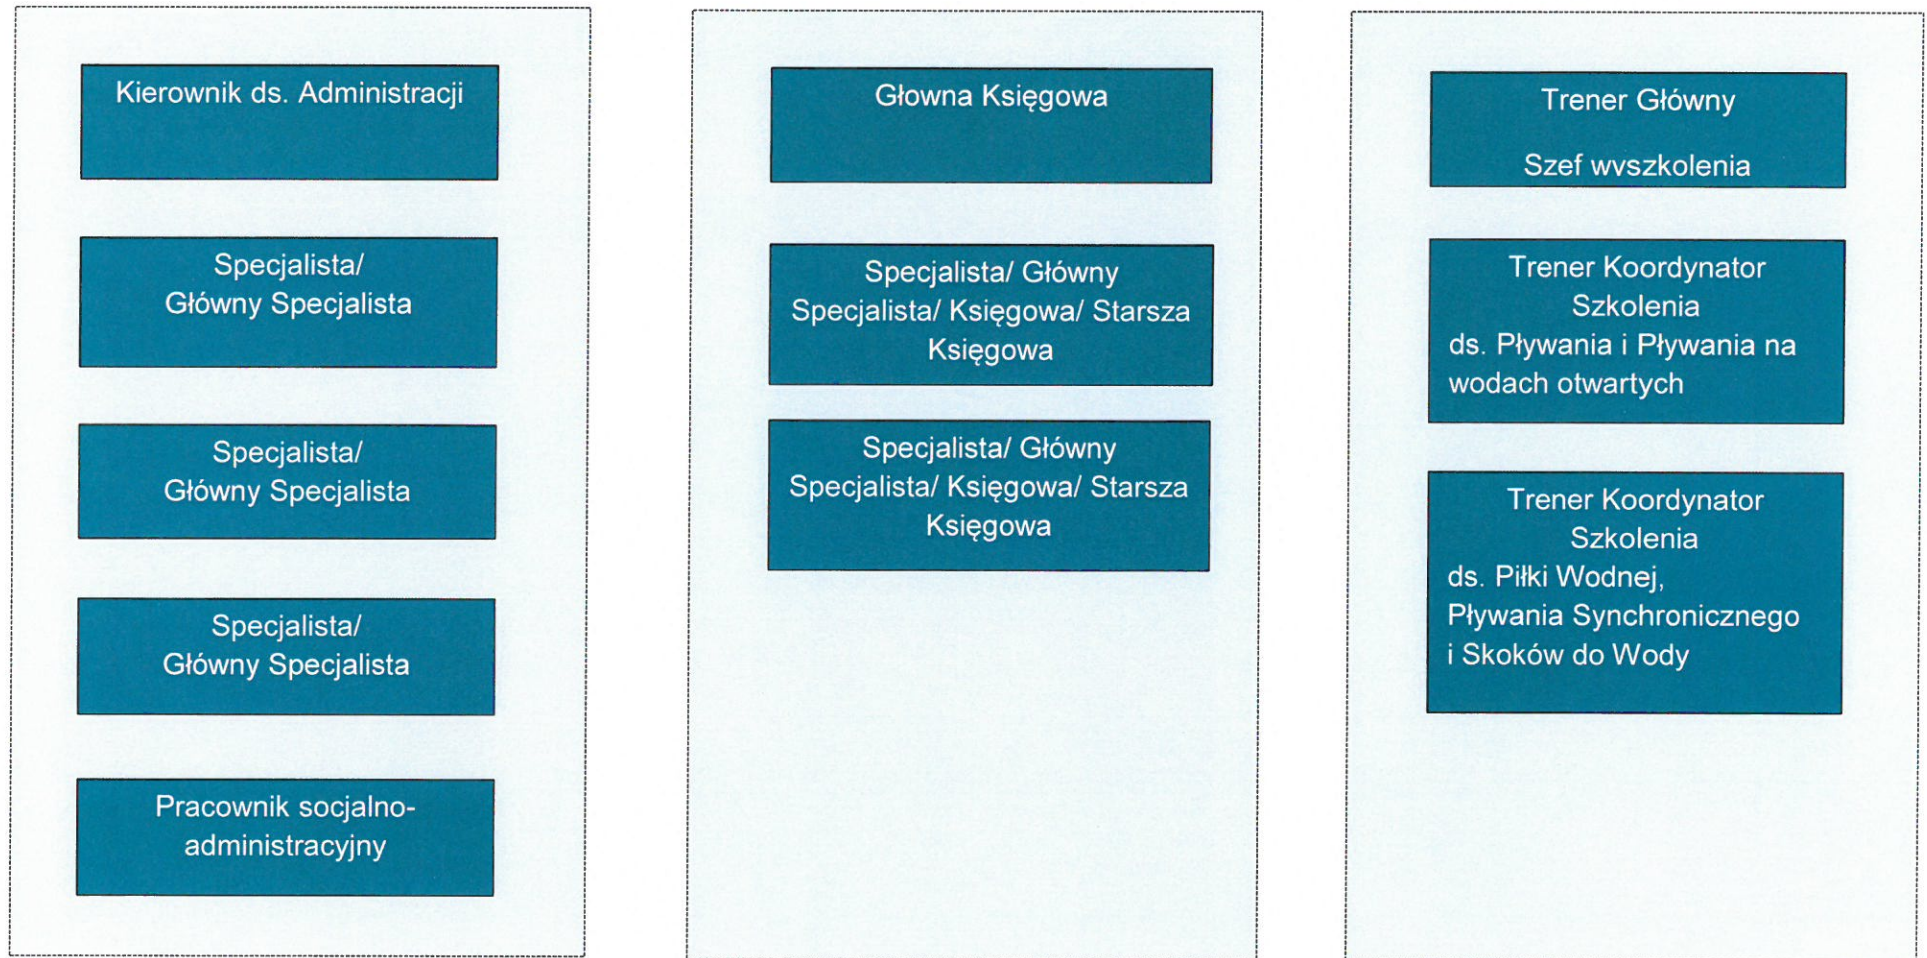 Kierownik ds. Administracji
Specjalista/
Główny Specjalista
Specjalista/
Główny Specjalista
Specjalista/
Główny Specjalista
Pracownik socjalno-
administracyjny
Głowna Księgowa
Specjalista/ Główny
Specjalista/ Księgowa/ Starsza
Księgowa
Specjalista/ Główny
Specjalista/ Księgowa/ Starsza
Księgowa
Trener Główny
Szef wyszkolenia
Trener Koordynator
Szkolenia
ds. Pływania i Pływania na
wodach otwartych
Trener Koordynator
Szkolenia
ds. Piłki Wodnej,
Pływania Synchronicznego
i Skoków do Wody